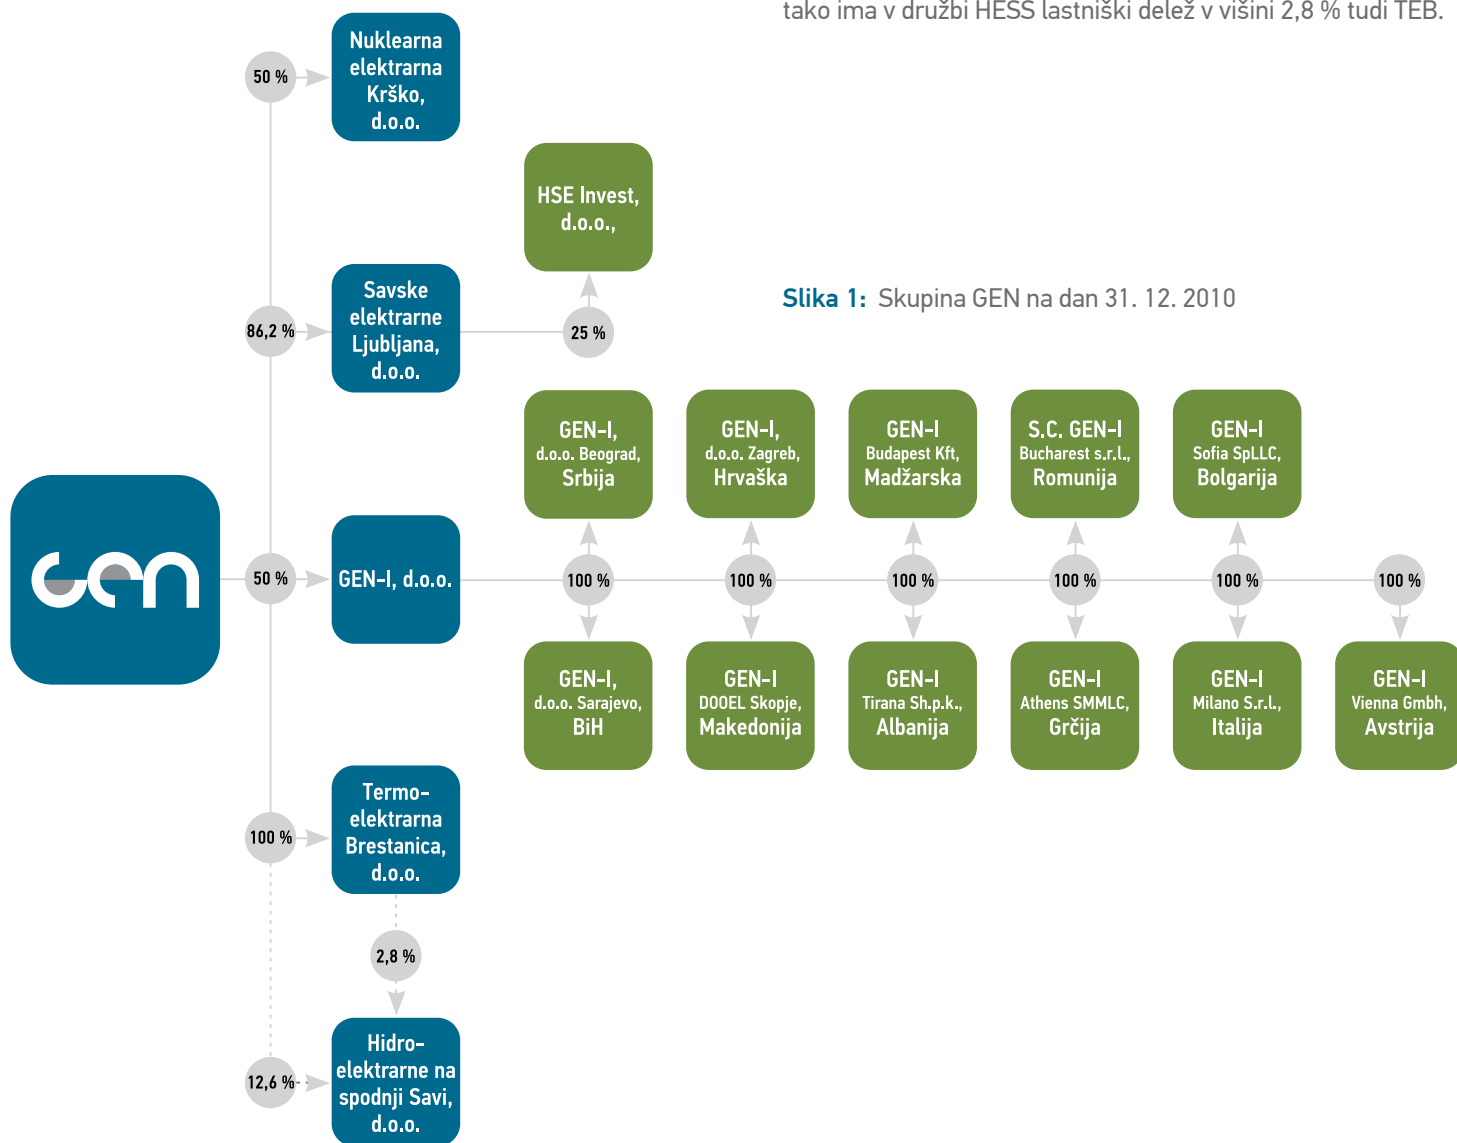 tako ima v družbi HESS lastniški delež v višini 2,8 % tudi TEB.
50 %
Nuklearna
elektrarna
Krško,
d.o.o.
HSE Invest,
d.o.o.,
86,2 %
Savske
elektrarne
Ljubljana,
d.o.o.
25 %
Slika 1: Skupina GEN na dan 31. 12. 2010
GEN-I,
d.o.o. Beograd,
Srbija
GEN-I,
d.o.o. Zagreb,
Hrvaška
GEN-I
Budapest Kft,
Madžarska
S.C. GEN-I
Bucharest s.r.l.,
Romunija
GEN-I
Sofia SpLLC,
Bolgarija
gen
50 %
GEN-I, d.o.o.
100 %
100 %
100 %
100 %
100 %
100 %
GEN-I,
d.o.o. Sarajevo,
BiH
GEN-I
DOOEL Skopje,
Makedonija
GEN-I
Tirana Sh.p.k.,
Albanija
GEN-I
Athens SMMLC,
Grčija
GEN-I
Milano S.r.l.,
Italija
GEN-I
Vienna Gmbh,
Avstrija
100 %
Termo-
elektrarna
Brestanica,
d.o.o.
2,8 %
12,6 %
Hidro-
elektrarne na
spodnji Savi,
d.o.o.